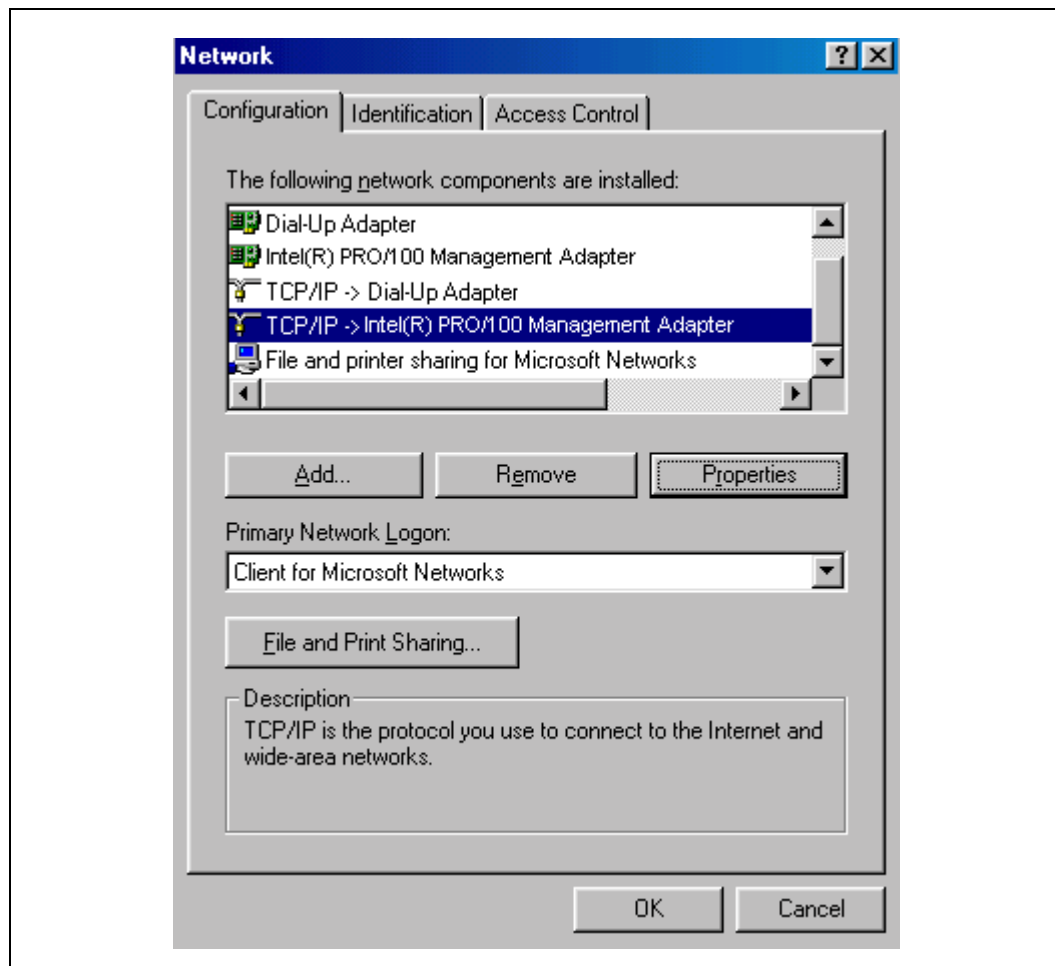 Network
Configuration
Identification
Access Control
The following network components are installed:
Dial-Up Adapter
Intel(R) PRO/100 Management Adapter
TCP/IP -> Dial-Up Adapter
TCP/IP -> Intel(R) PRO/100 Management Adapter
File and printer sharing for Microsoft Networks
Add...
Remove
Properties
Primary Network Logon:
Client for Microsoft Networks
File and Print Sharing...
Description
TCP/IP is the protocol you use to connect to the Internet and
wide-area networks.
OK
Cancel